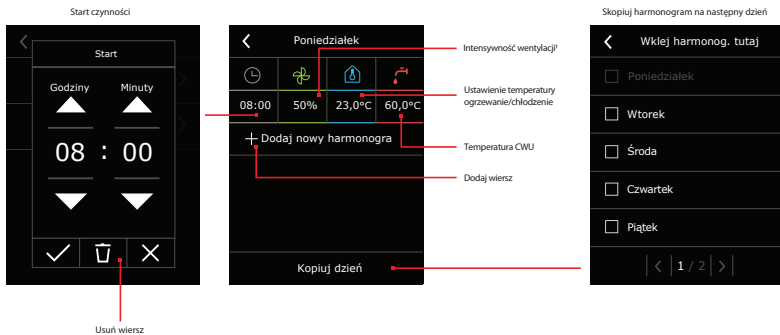 Start czynności
Start
Godziny Minuty
08 : 00
Usuń wiersz
Poniedziałek
08:00 50% 23,0°C 60,0°C
+ Dodaj nowy harmonogra
Kopiuj dzień
Intensywność wentylacji¹
Ustawienie temperatury
ogrzewanie/chłodzenie
Temperatura CWU
Dodaj wiersz
Skopiuj harmonogram na następny dzień
Wklej harmonog. tutaj
Poniedziałek
Wtorek
Środa
Czwartek
Piątek
< 1 / 2 >